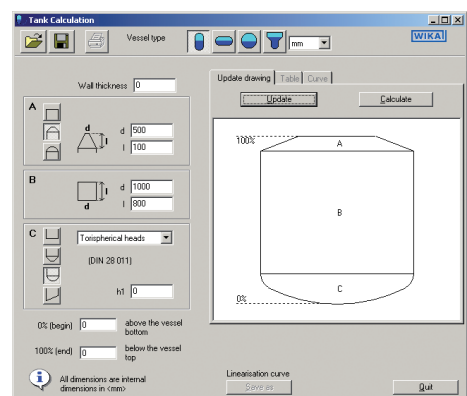 Tank Calculation
Vessel type
mm
WIKA
Wall thickness 0
A
d
l
d 500
l 100
B
l
d
d 1000
l 800
C
Torispherical heads
(DIN 28 011)
h1 0
0% (begin) 0 above the vessel bottom
100% (end) 0 below the vessel top
i
All dimensions are internal
dimensions in <mm>
Update drawing Table Curve
Update Calculate
100%
A
B
C
0%
Linearisation curve
Save as
Quit